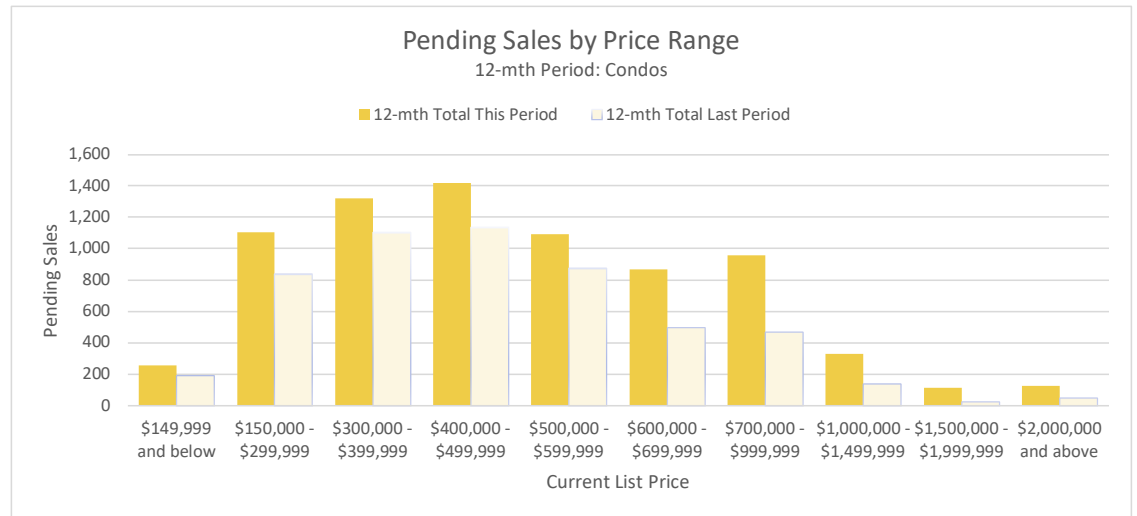 Pending Sales by Price Range
12-mth Period: Condos
12-mth Total This Period 12-mth Total Last Period
Pending Sales
1,600
1,400
1,200
1,000
800
600
400
200
0
$149,999 and below
$150,000 - $299,999
$300,000 - $399,999
$400,000 - $499,999
$500,000 - $599,999
$600,000 - $699,999
$700,000 - $999,999
$1,000,000 - $1,499,999
$1,500,000 - $1,999,999
$2,000,000 and above
Current List Price